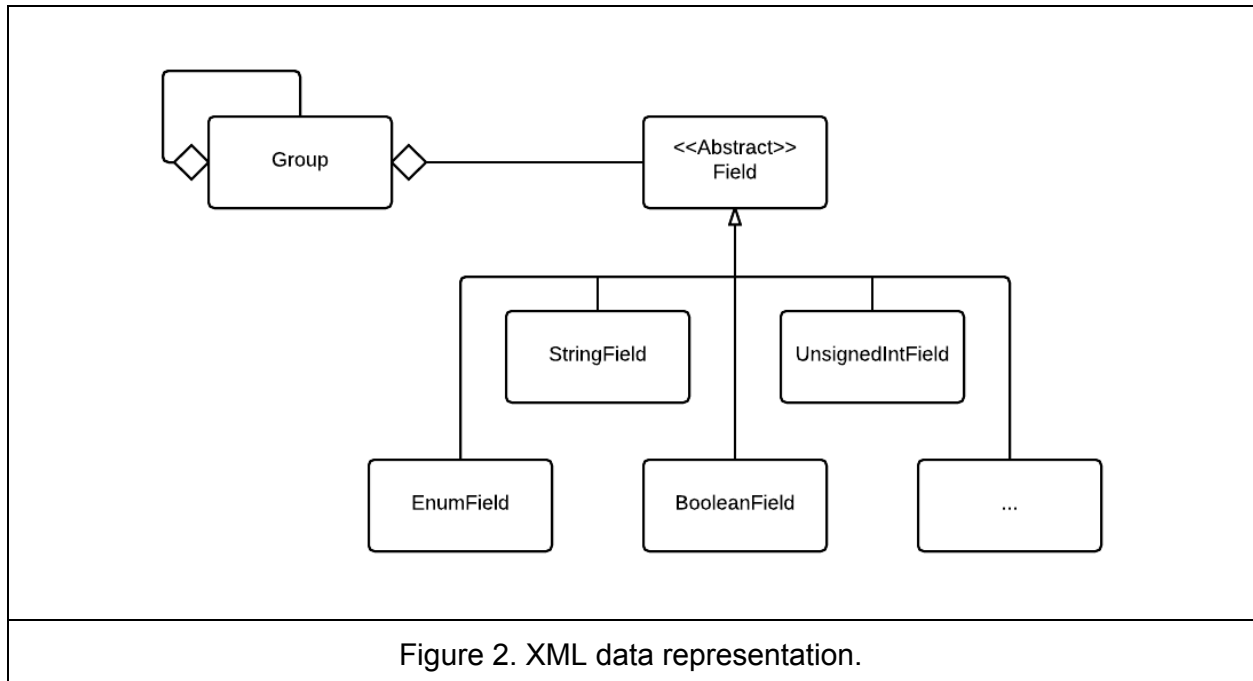 Group
<<Abstract>>
Field
StringField
UnsignedIntField
EnumField
BooleanField
...
Figure 2. XML data representation.